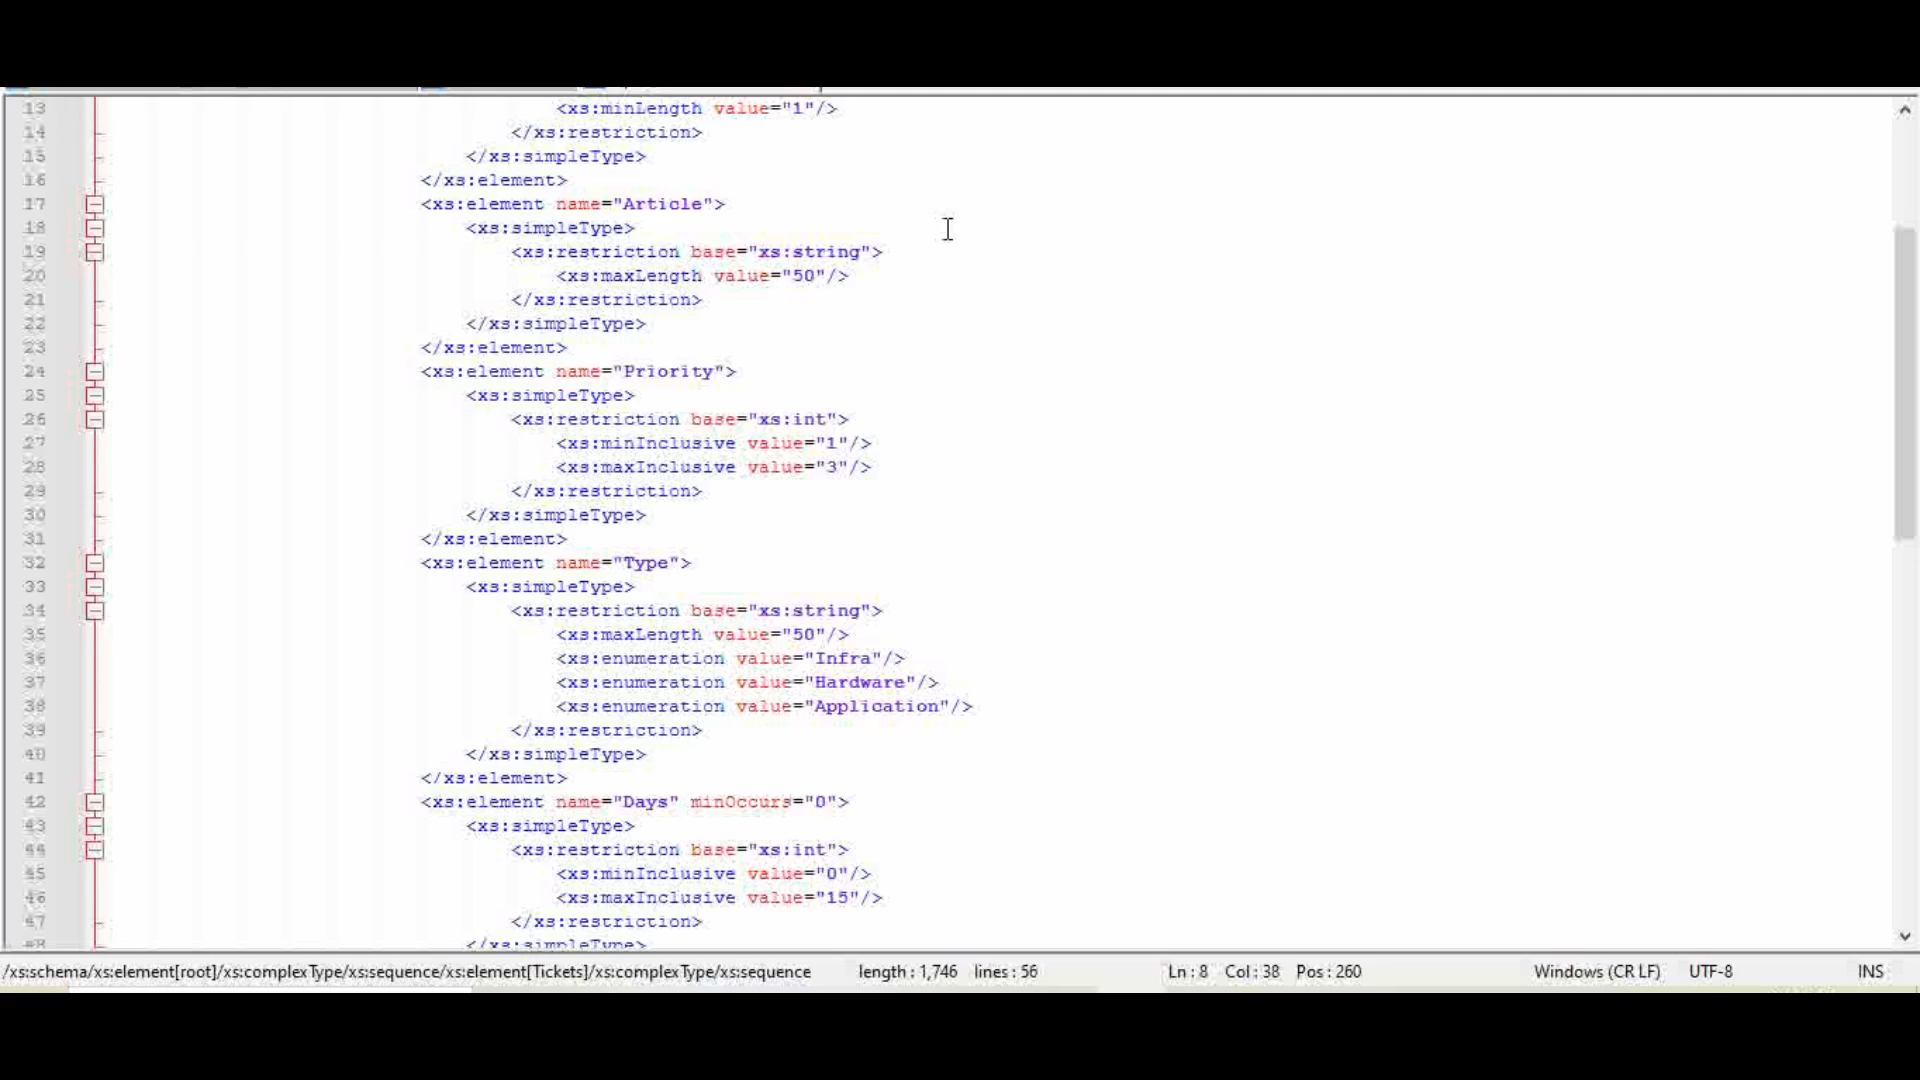 13 <xs:minLength value="1"/>
14 </xs:restriction>
15 </xs:simpleType>
16 </xs:element>
17 <xs:element name="Article">
18 <xs:simpleType>
19 <xs:restriction base="xs:string">
20 <xs:maxLength value="50"/>
21 </xs:restriction>
22 </xs:simpleType>
23 </xs:element>
24 <xs:element name="Priority">
25 <xs:simpleType>
26 <xs:restriction base="xs:int">
27 <xs:minInclusive value="1"/>
28 <xs:maxInclusive value="3"/>
29 </xs:restriction>
30 </xs:simpleType>
31 </xs:element>
32 <xs:element name="Type">
33 <xs:simpleType>
34 <xs:restriction base="xs:string">
35 <xs:maxLength value="50"/>
36 <xs:enumeration value="Infra"/>
37 <xs:enumeration value="Hardware"/>
38 <xs:enumeration value="Application"/>
39 </xs:restriction>
40 </xs:simpleType>
41 </xs:element>
42 <xs:element name="Days" minOccurs="0">
43 <xs:simpleType>
44 <xs:restriction base="xs:int">
45 <xs:minInclusive value="0"/>
46 <xs:maxInclusive value="15"/>
47 </xs:restriction>
48 </xs:simpleType>
/xs:schema/xs:element[root]/xs:complexType/xs:sequence/xs:element[Tickets]/xs:complexType/xs:sequence length : 1,746 lines : 56 Ln : 8 Col : 38 Pos : 260 Windows (CR LF) UTF-8 INS